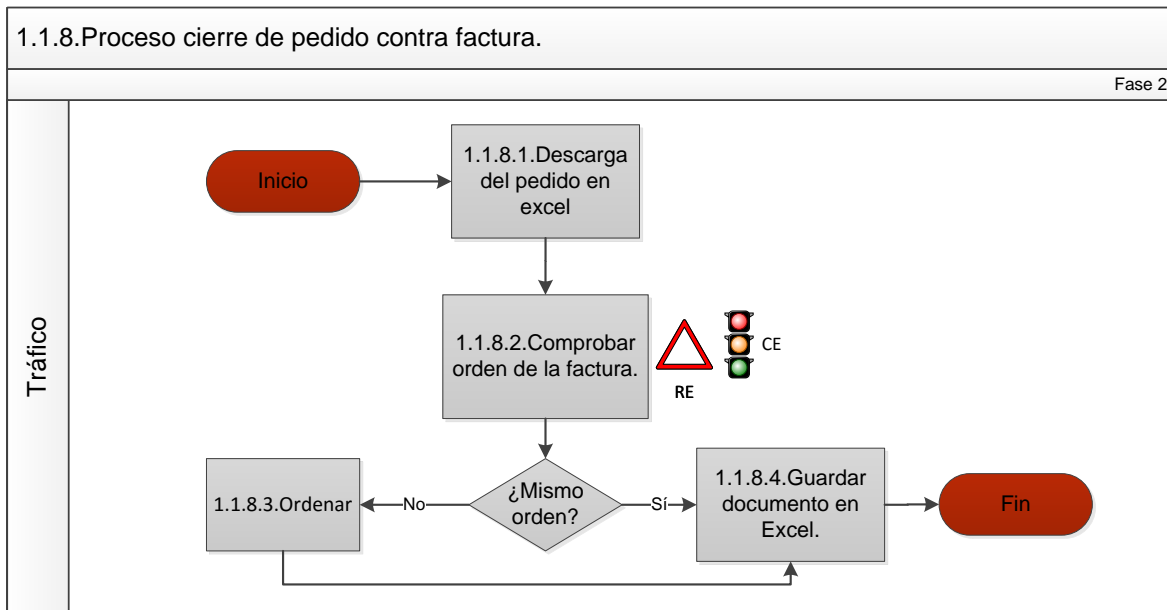 1.1.8.Proceso cierre de pedido contra factura.
Fase 2
Tráfico
Inicio
1.1.8.1.Descarga
del pedido en
excel
1.1.8.2.Comprobar
orden de la factura.
RE
CE
¿Mismo
orden?
No
Sí
1.1.8.3.Ordenar
1.1.8.4.Guardar
documento en
Excel.
Fin